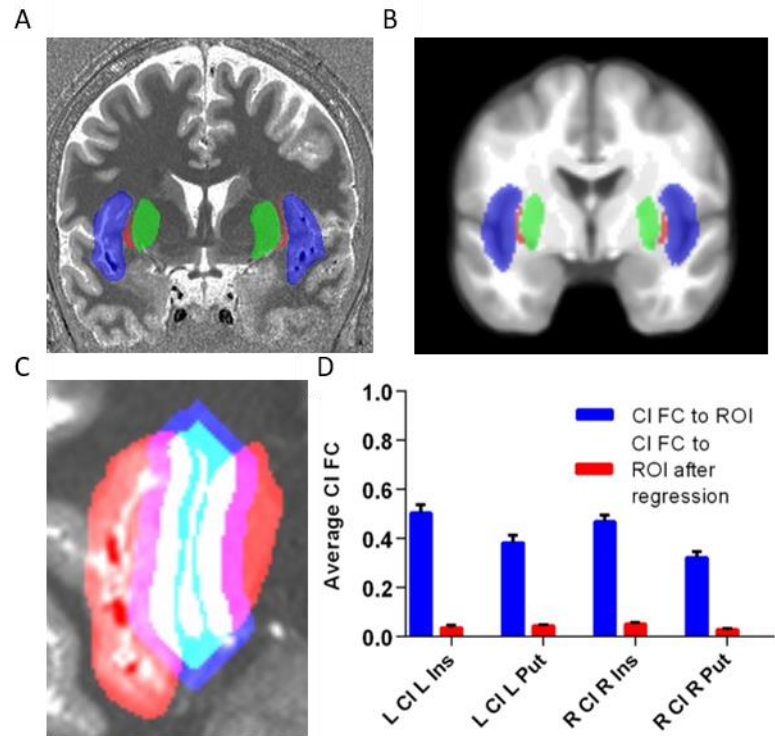 A
B
C
D
1.0
0.8
0.6
0.4
0.2
0.0
Average Cl FC
Cl FC to ROI
Cl FC to
ROI after
regression
L Cl L Ins
L Cl L Put
R Cl R Ins
R Cl R Put